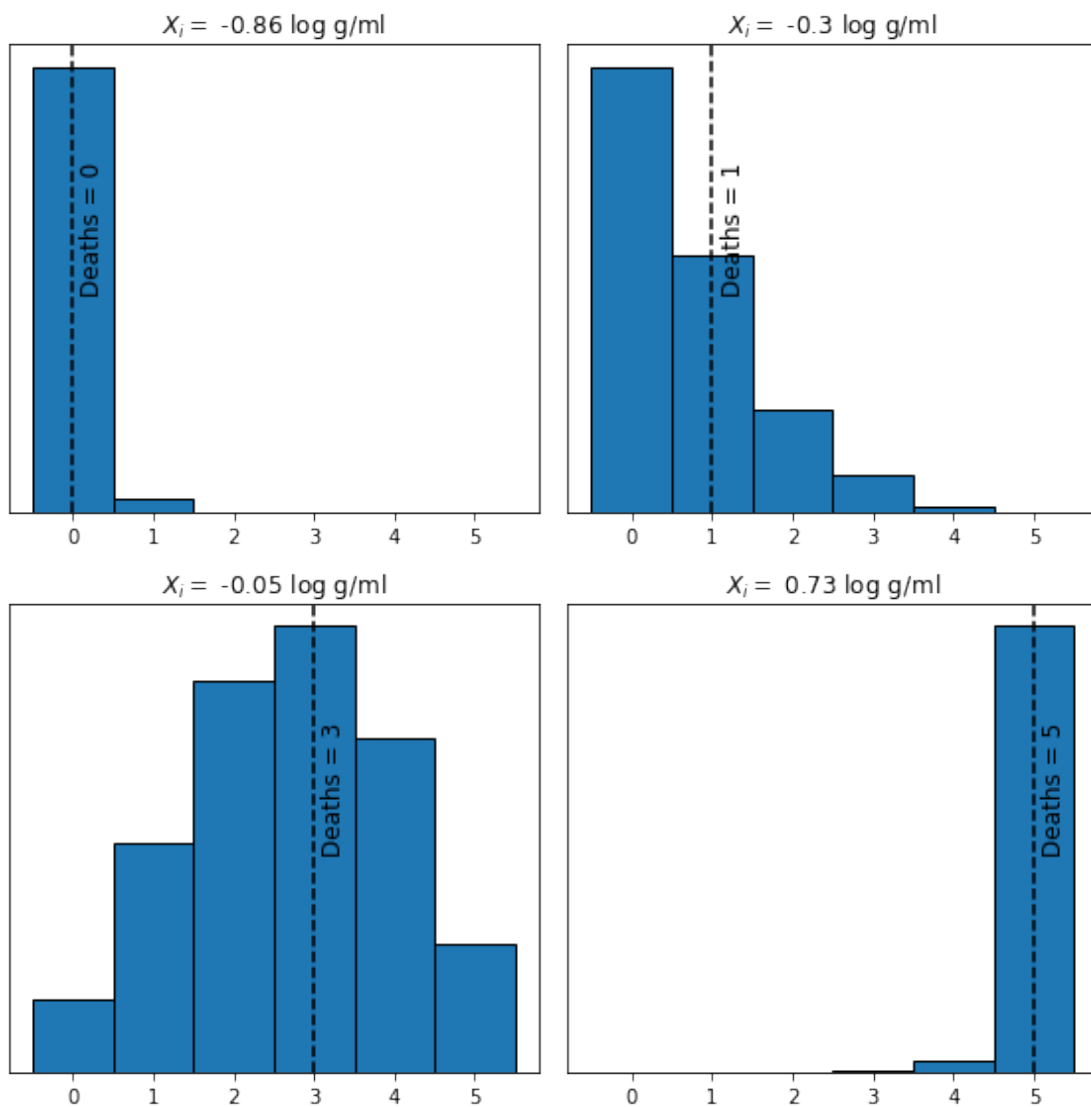 X_i = -0.86 log g/ml
Deaths = 0
0 1 2 3 4 5
X_i = -0.3 log g/ml
Deaths = 1
0 1 2 3 4 5
X_i = -0.05 log g/ml
Deaths = 3
0 1 2 3 4 5
X_i = 0.73 log g/ml
Deaths = 5
0 1 2 3 4 5